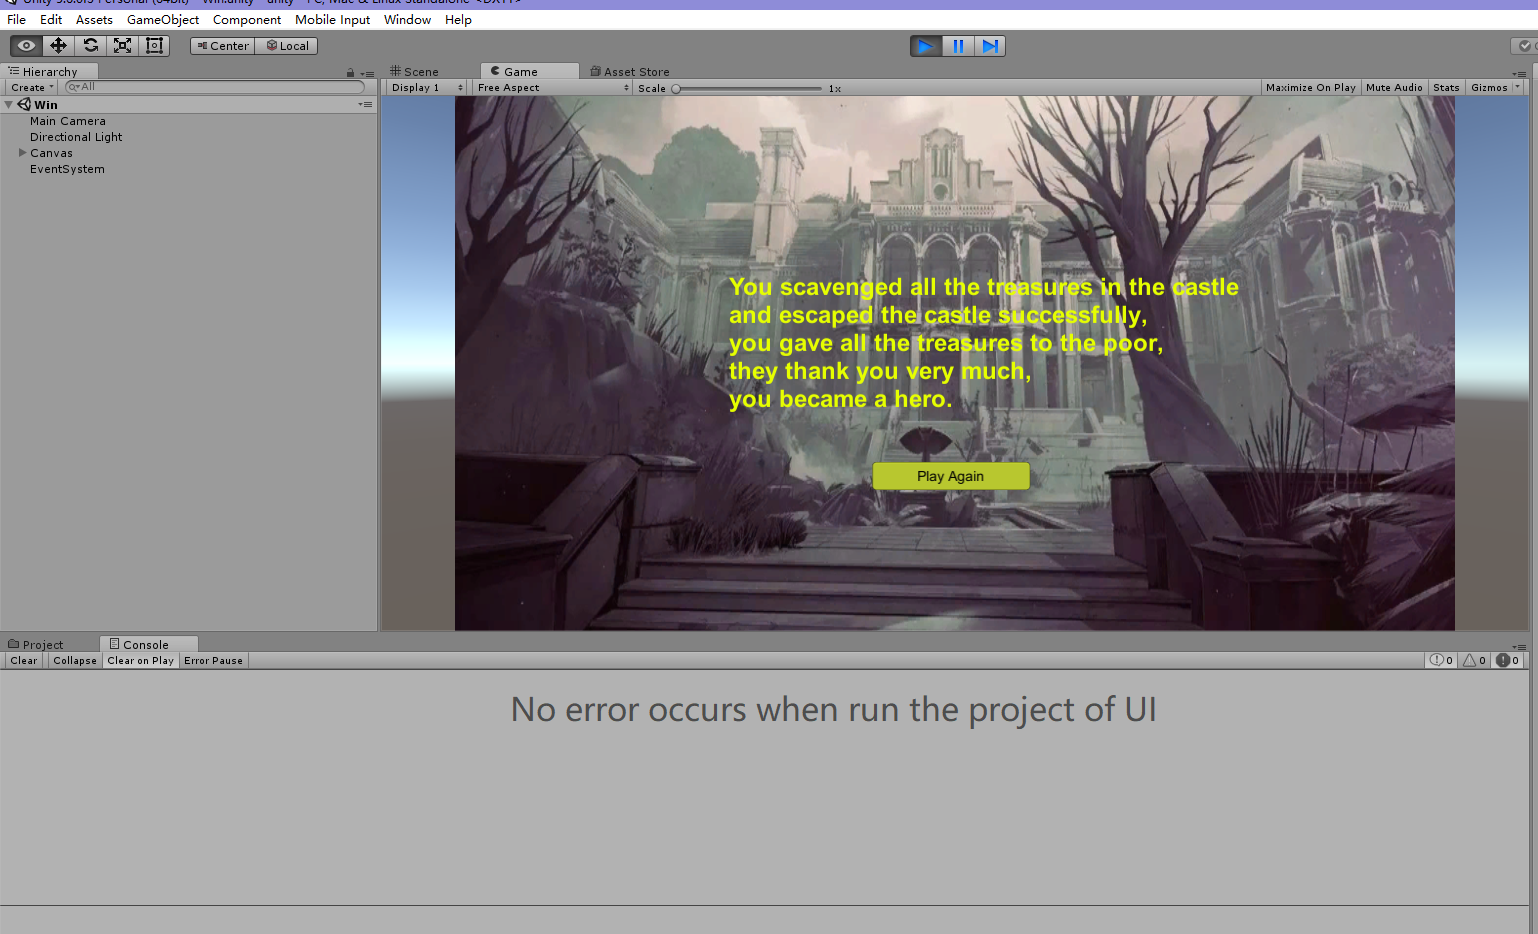 File Edit Assets GameObject Component Mobile Input Window Help
Center Local
Hierarchy
Create All
Win
Main Camera
Directional Light
Canvas
EventSystem
Scene Game Asset Store
Display 1 Free Aspect Scale 1x Maximize On Play Mute Audio Stats Gizmos
You scavenged all the treasures in the castle
and escaped the castle successfully,
you gave all the treasures to the poor,
they thank you very much,
you became a hero.
Play Again
Project Console
Clear Collapse Clear on Play Error Pause 0 0 0
No error occurs when run the project of UI